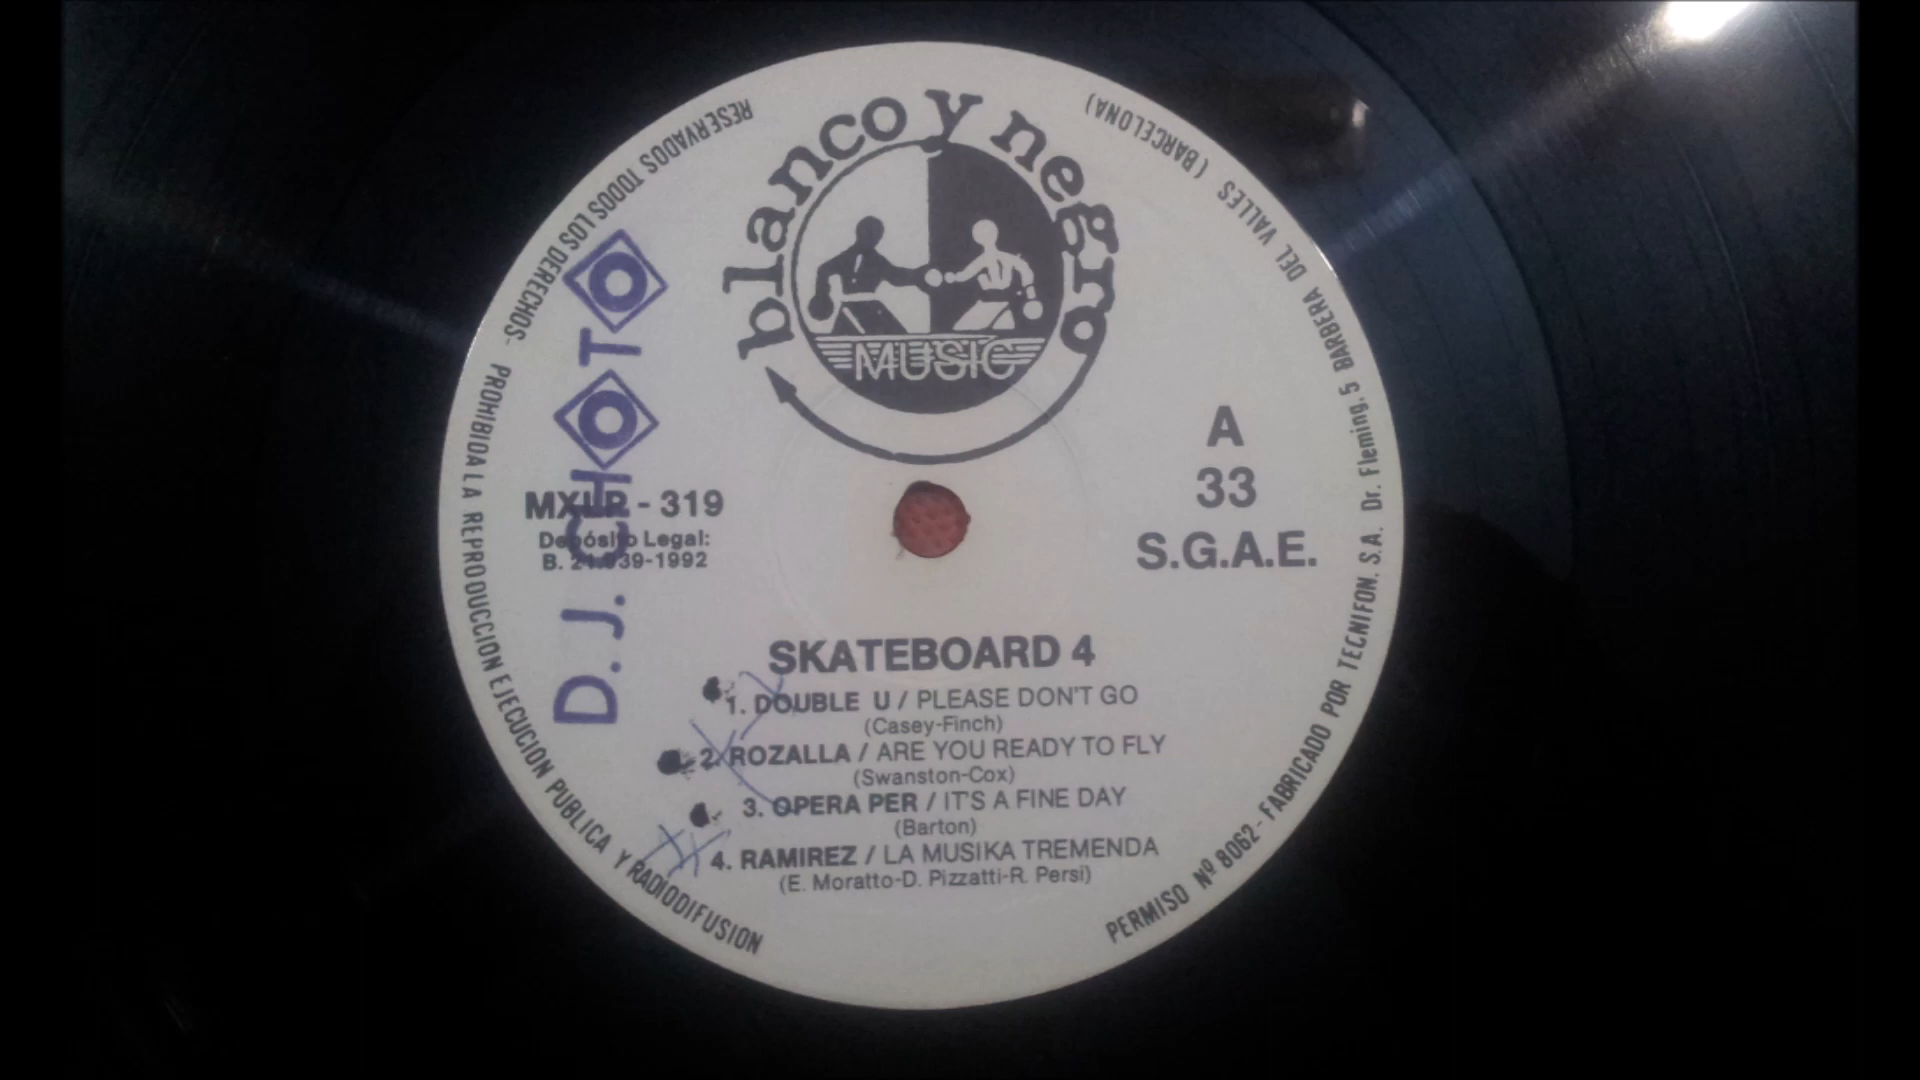 blanco y negro
MUSIC
A
33
S.G.A.E.
MXLP - 319
Depósito Legal:
D. J. CHOTO
SKATEBOARD 4
1. DOUBLE U / PLEASE DON'T GO
(Casey-Finch)
2. ROZALLA / ARE YOU READY TO FLY
(Swanston-Cox)
3. OPERA PER / IT'S A FINE DAY
(Barton)
4. RAMIREZ / LA MUSIKA TREMENDA
(E. Moratto-D. Pizzatti-R. Persi)
RESERVADOS TODOS LOS DERECHOS- PROHIBIDA LA REPRODUCCION EJECUCION PUBLICA Y RADIODIFUSION
PERMISO Nº 8062 - FABRICADO POR TECNIFON, S.A. Dr. Fleming, 5 BARBERA DEL VALLES (BARCELONA)